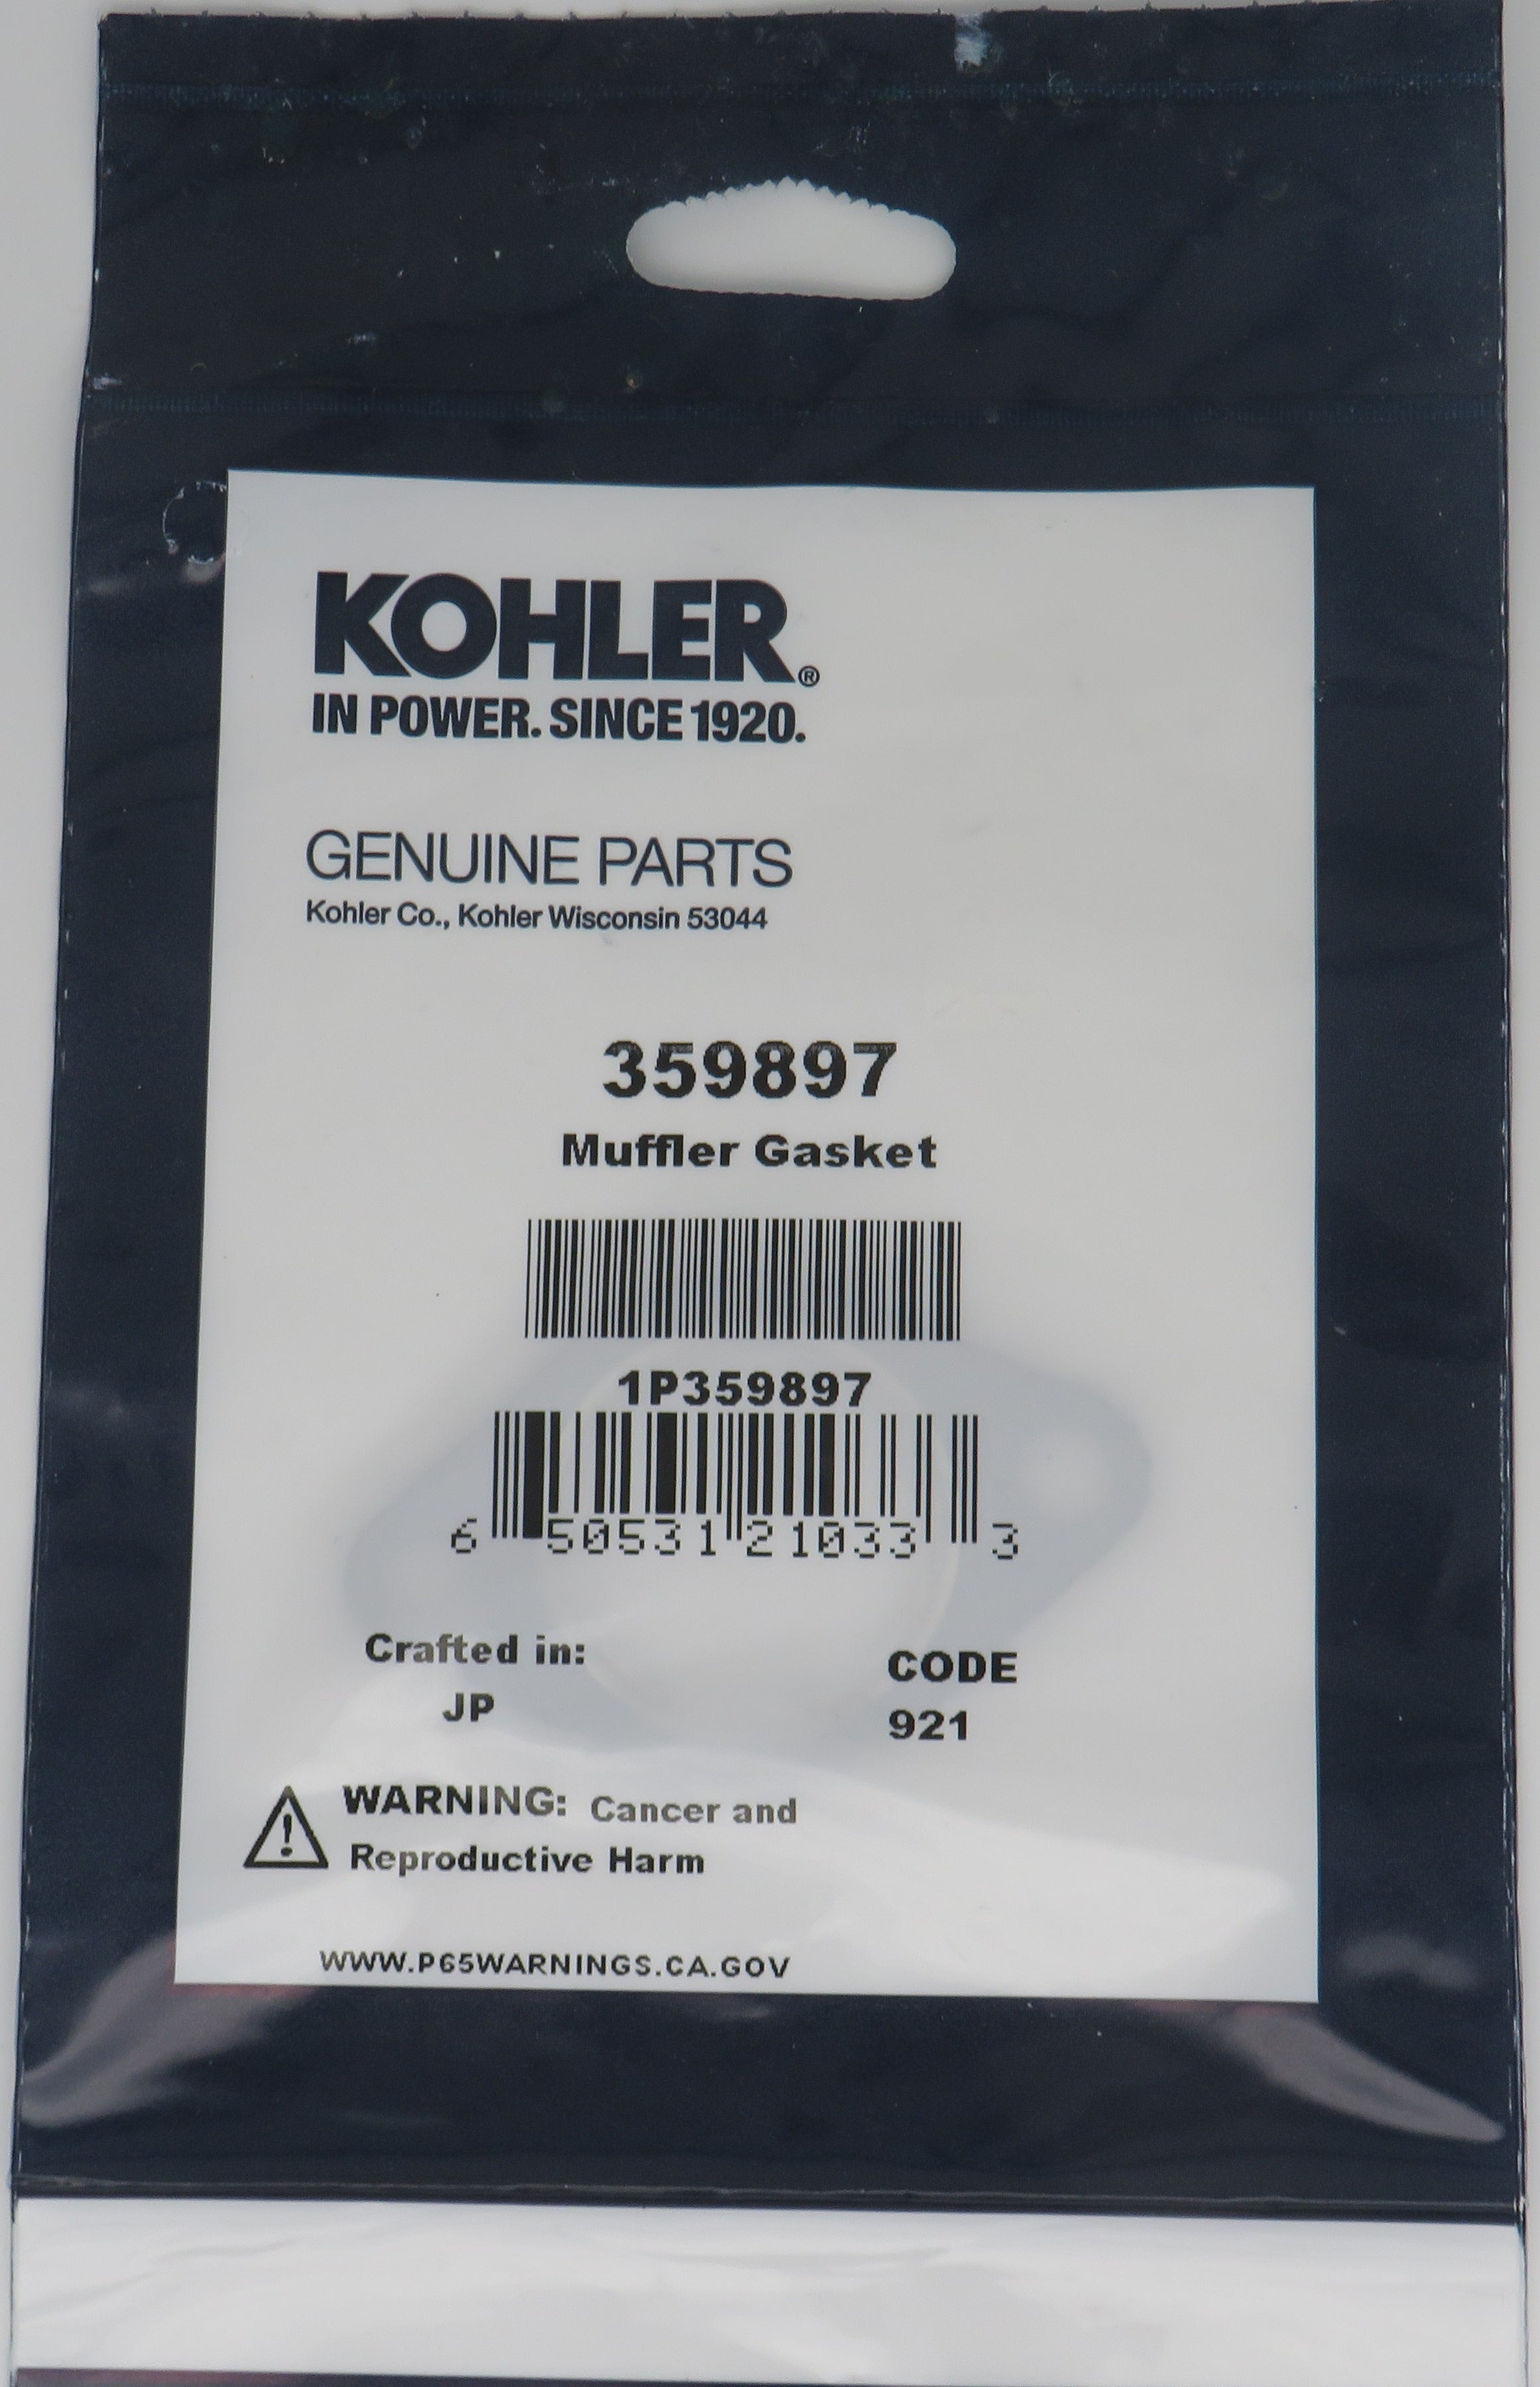 KOHLER®
IN POWER. SINCE 1920.
GENUINE PARTS
Kohler Co., Kohler Wisconsin 53044
359897
Muffler Gasket
1P359897
6 50531 21033 3
Crafted in:
JP
CODE
921
WARNING: Cancer and
Reproductive Harm
WWW.P65WARNINGS.CA.GOV